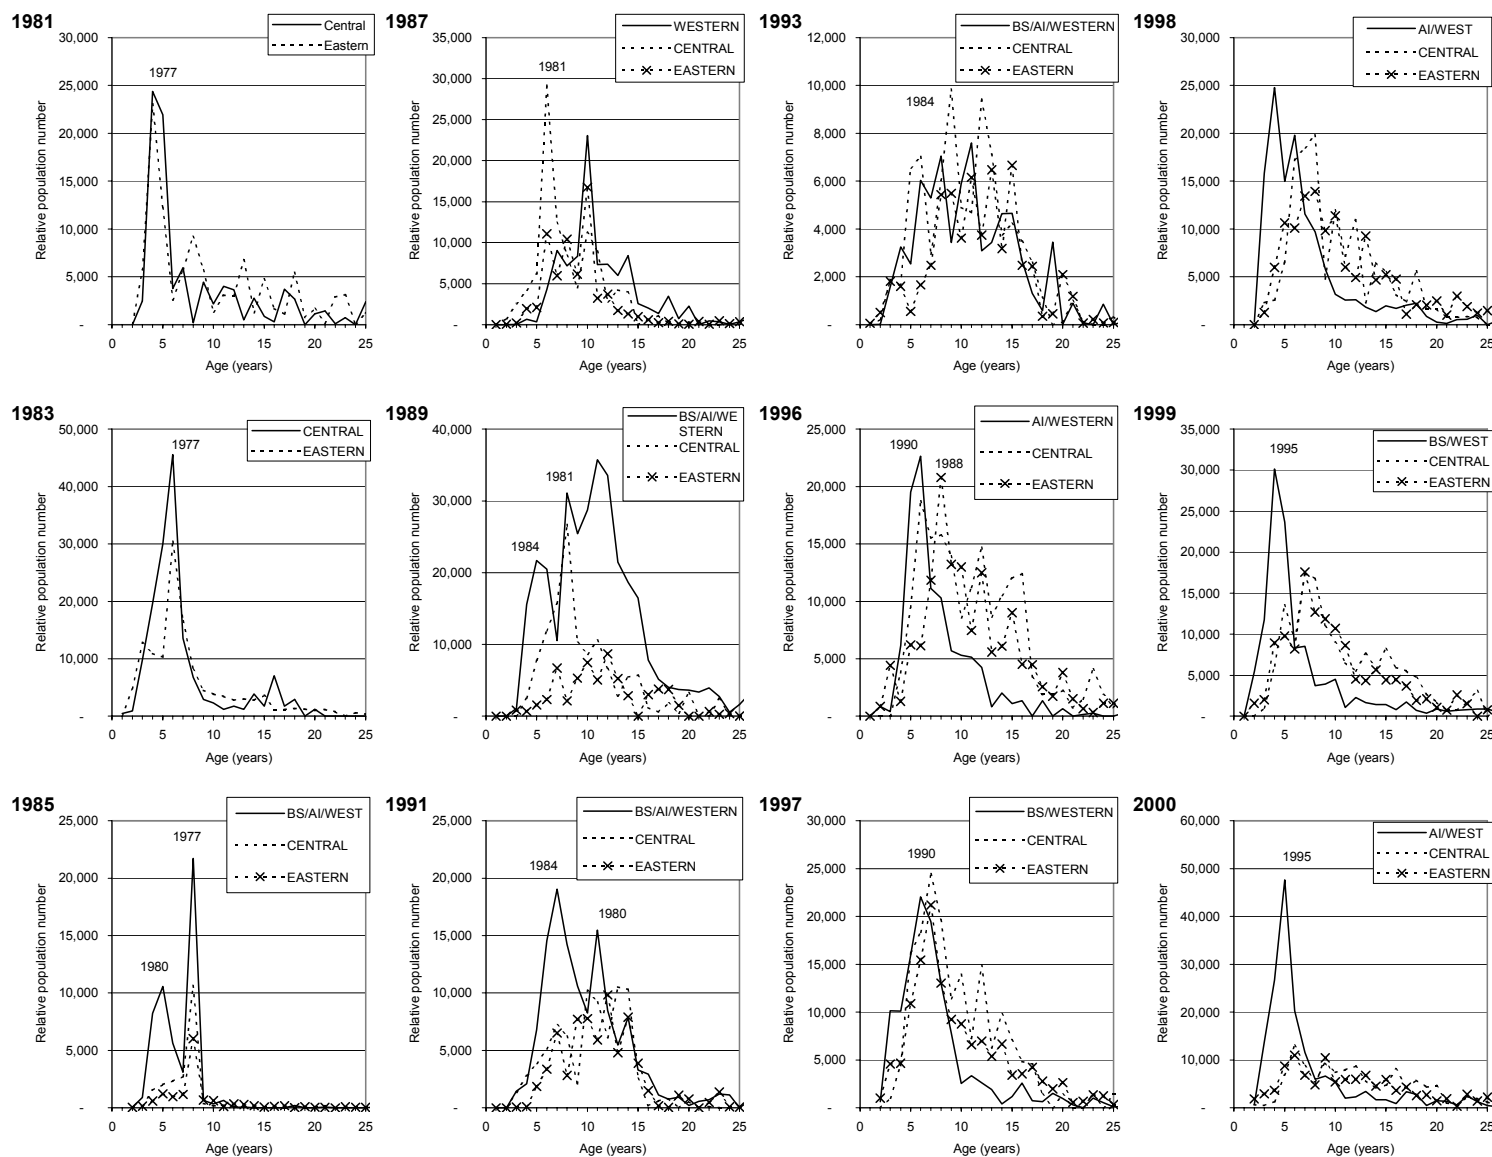 1981
Central
Eastern
Relative population number
30,000
25,000
20,000
15,000
10,000
5,000
-
1977
0 5 10 15 20 25
Age (years)
1987
WESTERN
CENTRAL
EASTERN
Relative population number
35,000
30,000
25,000
20,000
15,000
10,000
5,000
-
1981
0 5 10 15 20 25
Age (years)
1993
BS/AI/WESTERN
CENTRAL
EASTERN
Relative population number
12,000
10,000
8,000
6,000
4,000
2,000
-
1984
0 5 10 15 20 25
Age (years)
1998
AI/WEST
CENTRAL
EASTERN
Relative population number
30,000
25,000
20,000
15,000
10,000
5,000
-
0 5 10 15 20 25
Age (years)
1983
CENTRAL
EASTERN
Relative population number
50,000
40,000
30,000
20,000
10,000
-
1977
0 5 10 15 20 25
Age (years)
1989
BS/AI/WE
STERN
CENTRAL
EASTERN
Relative population number
40,000
30,000
20,000
10,000
-
1981
1984
0 5 10 15 20 25
Age (years)
1996
AI/WESTERN
CENTRAL
EASTERN
Relative population number
25,000
20,000
15,000
10,000
5,000
-
1990
1988
0 5 10 15 20 25
Age (years)
1999
BS/WEST
CENTRAL
EASTERN
Relative population number
35,000
30,000
25,000
20,000
15,000
10,000
5,000
-
1995
0 5 10 15 20 25
Age (years)
1985
BS/AI/WEST
CENTRAL
EASTERN
Relative population number
25,000
20,000
15,000
10,000
5,000
-
1977
1980
0 5 10 15 20 25
Age (years)
1991
BS/AI/WESTERN
CENTRAL
EASTERN
Relative population number
25,000
20,000
15,000
10,000
5,000
-
1984
1980
0 5 10 15 20 25
Age (years)
1997
BS/WESTERN
CENTRAL
EASTERN
Relative population number
30,000
25,000
20,000
15,000
10,000
5,000
-
1990
0 5 10 15 20 25
Age (years)
2000
AI/WEST
CENTRAL
EASTERN
Relative population number
60,000
50,000
40,000
30,000
20,000
10,000
-
1995
0 5 10 15 20 25
Age (years)